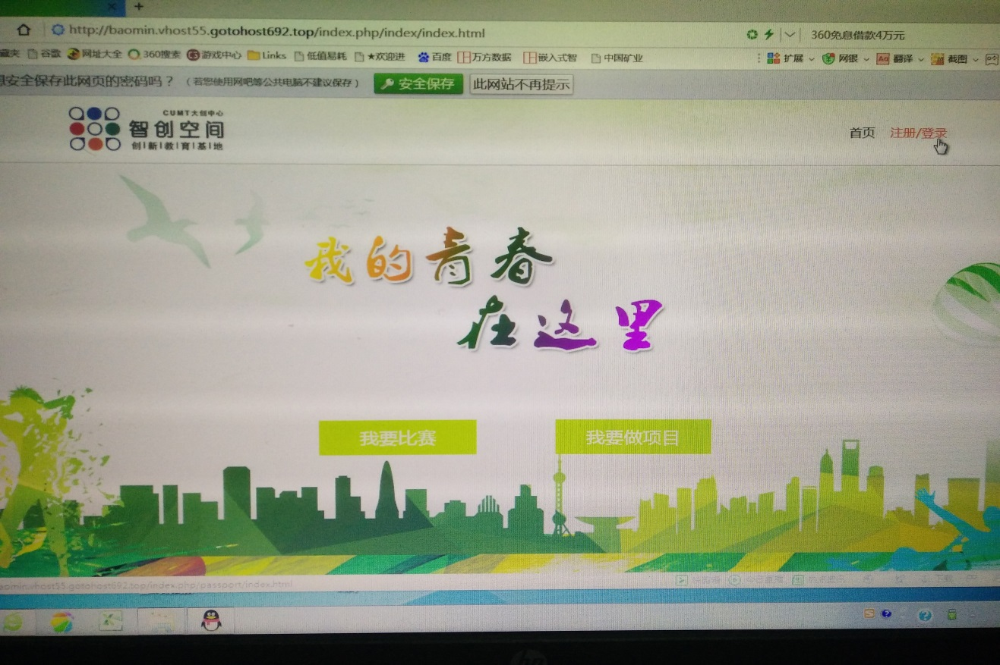 http://baomin.vhost55.gotohost692.top/index.php/index/index.html
360免息借款4万元
藏夹 谷歌 网址大全 360搜索 游戏中心 Links 低值易耗 ★欢迎进 百度 万方数据 嵌入式智 中国矿业 扩展 网银 翻译 截图
想安全保存此网页的密码吗？（若您使用网吧等公共电脑不建议保存） 安全保存 此网站不再提示
CUMT大创中心
智创空间
创新教育基地
首页 注册/登录
我的青春
在这里
我要比赛 我要做项目
aomin.vhost55.gotohost692.top/index.php/passport/index.html
下载